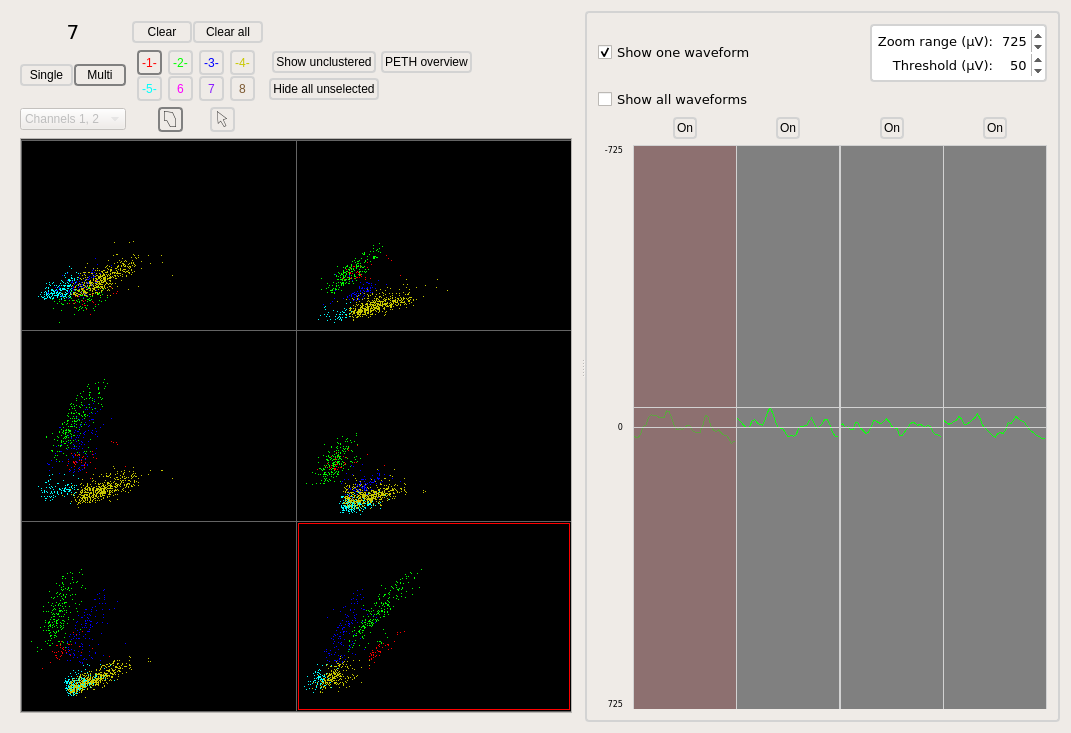 7
Clear
Clear all
Single
Multi
-1-
-2-
-3-
-4-
-5-
6
7
8
Show unclustered
PETH overview
Hide all unselected
Channels 1, 2
Show one waveform
Show all waveforms
Zoom range (µV): 725
Threshold (µV): 50
On
On
On
On
-725
0
725